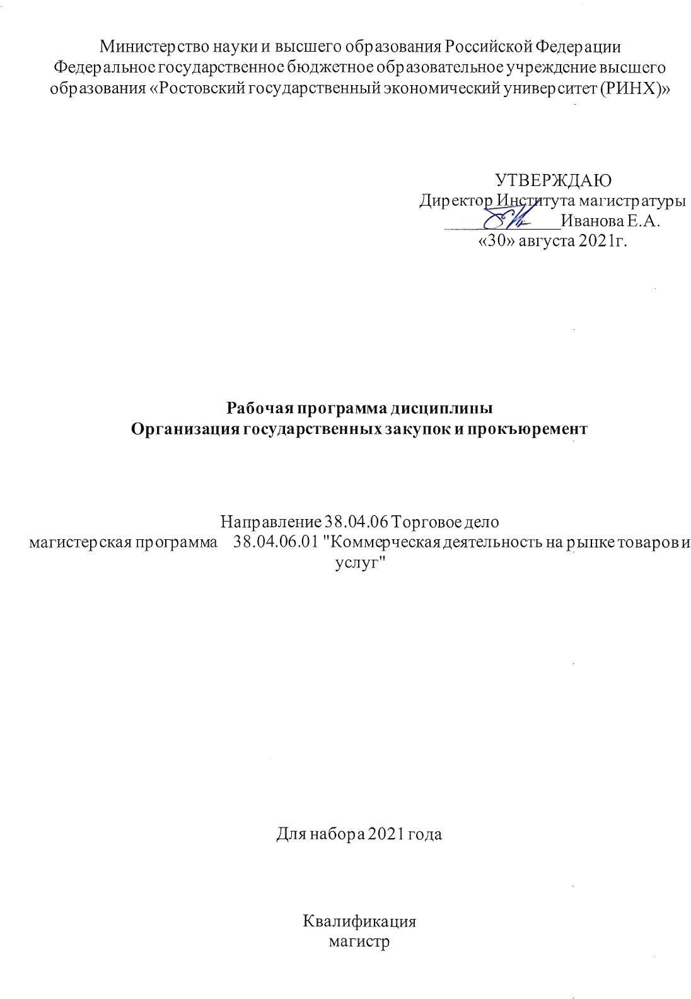 Министерство науки и высшего образования Российской Федерации
Федеральное государственное бюджетное образовательное учреждение высшего
образования «Ростовский государственный экономический университет (РИНХ)»
УТВЕРЖДАЮ
Директор Института магистратуры
Иванова Е.А.
«30» августа 2021г.
Рабочая программа дисциплины
Организация государственных закупок и прокъюремент
Направление 38.04.06 Торговое дело
магистерская программа 38.04.06.01 "Коммерческая деятельность на рынке товаров и
услуг"
Для набора 2021 года
Квалификация
магистр